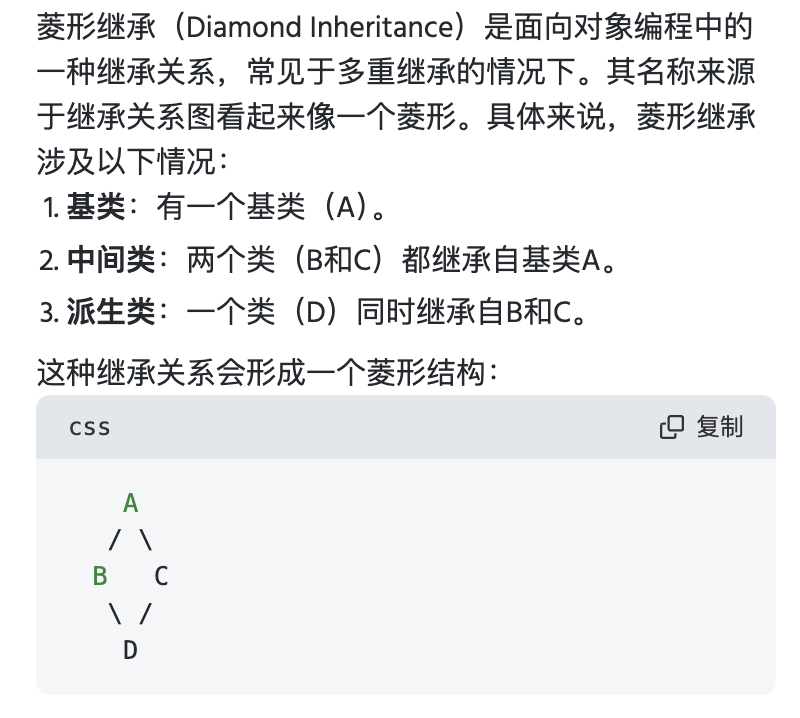 菱形继承（Diamond Inheritance）是面向对象编程中的
一种继承关系，常见于多重继承的情况下。其名称来源
于继承关系图看起来像一个菱形。具体来说，菱形继承
涉及以下情况：
1. 基类：有一个基类（A）。
2. 中间类：两个类（B和C）都继承自基类A。
3. 派生类：一个类（D）同时继承自B和C。
这种继承关系会形成一个菱形结构：
css 复制
    A
   / \
  B   C
   \ /
    D